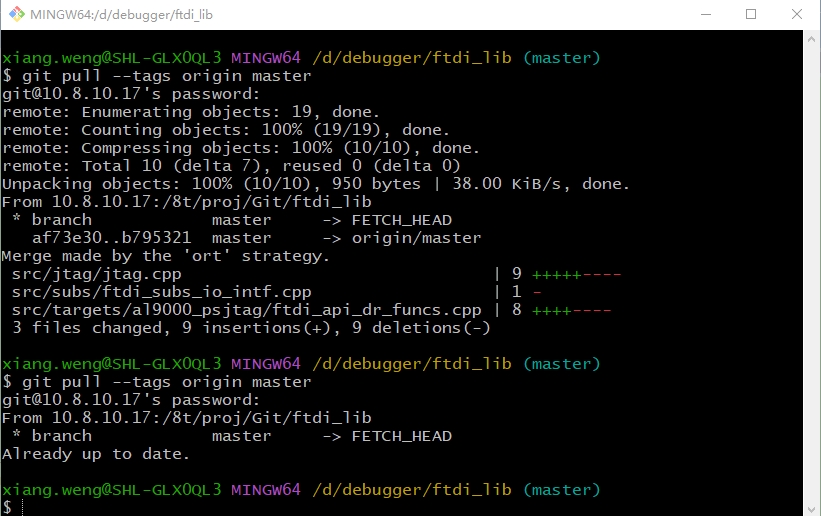 MINGW64:/d/debugger/ftdi_lib
xiang.weng@SHL-GLX0QL3 MINGW64 /d/debugger/ftdi_lib (master)
$ git pull --tags origin master
git@10.8.10.17's password:
remote: Enumerating objects: 19, done.
remote: Counting objects: 100% (19/19), done.
remote: Compressing objects: 100% (10/10), done.
remote: Total 10 (delta 7), reused 0 (delta 0)
Unpacking objects: 100% (10/10), 950 bytes | 38.00 KiB/s, done.
From 10.8.10.17:/8t/proj/Git/ftdi_lib
 * branch            master     -> FETCH_HEAD
   af73e30..b795321  master     -> origin/master
Merge made by the 'ort' strategy.
 src/jtag/jtag.cpp                               | 9 +++++----
 src/subs/ftdi_subs_io_intf.cpp                  | 1 -
 src/targets/al9000_psjtag/ftdi_api_dr_funcs.cpp | 8 ++++----
 3 files changed, 9 insertions(+), 9 deletions(-)
xiang.weng@SHL-GLX0QL3 MINGW64 /d/debugger/ftdi_lib (master)
$ git pull --tags origin master
git@10.8.10.17's password:
From 10.8.10.17:/8t/proj/Git/ftdi_lib
 * branch            master     -> FETCH_HEAD
Already up to date.
xiang.weng@SHL-GLX0QL3 MINGW64 /d/debugger/ftdi_lib (master)
$